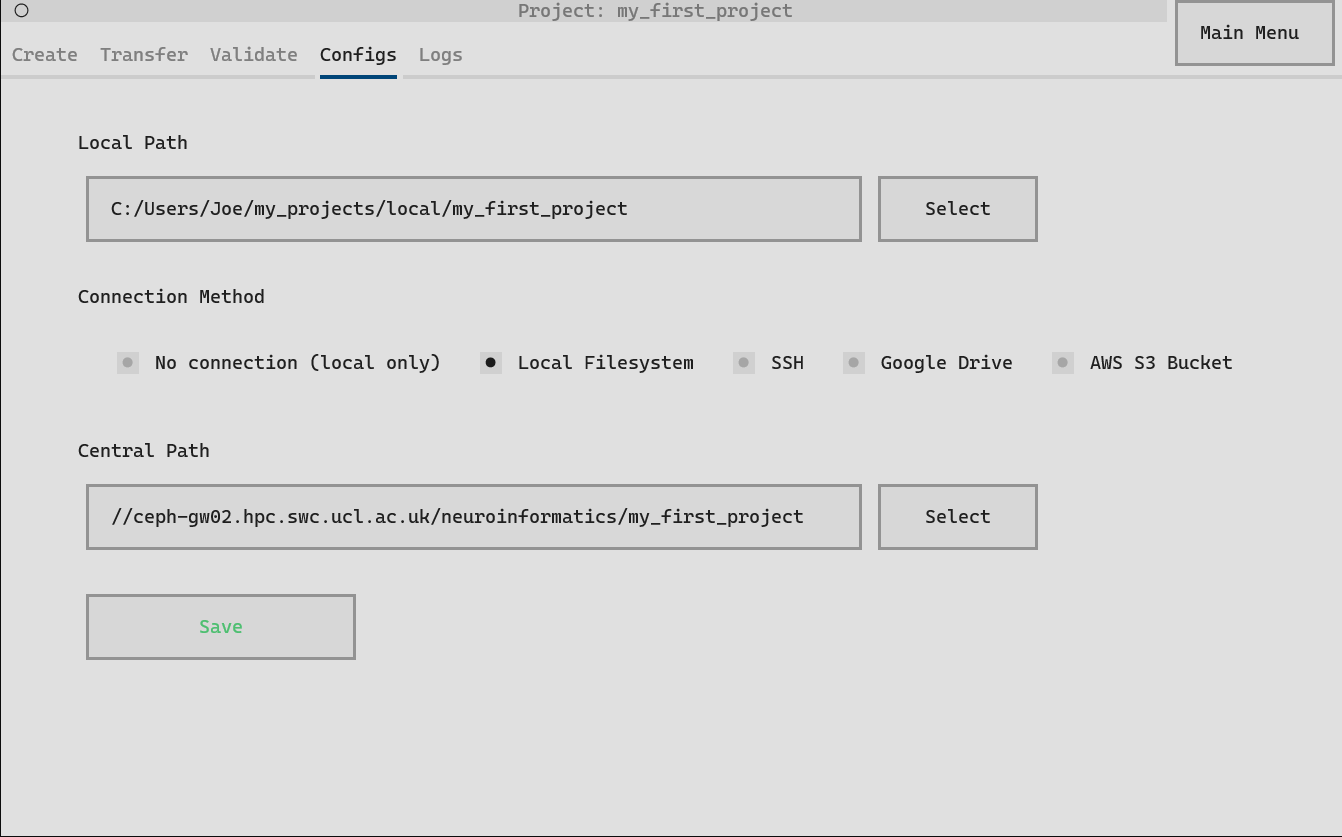 Project: my_first_project
Main Menu
Create Transfer Validate Configs Logs
Local Path
C:/Users/Joe/my_projects/local/my_first_project Select
Connection Method
No connection (local only) Local Filesystem SSH Google Drive AWS S3 Bucket
Central Path
//ceph-gw02.hpc.swc.ucl.ac.uk/neuroinformatics/my_first_project Select
Save